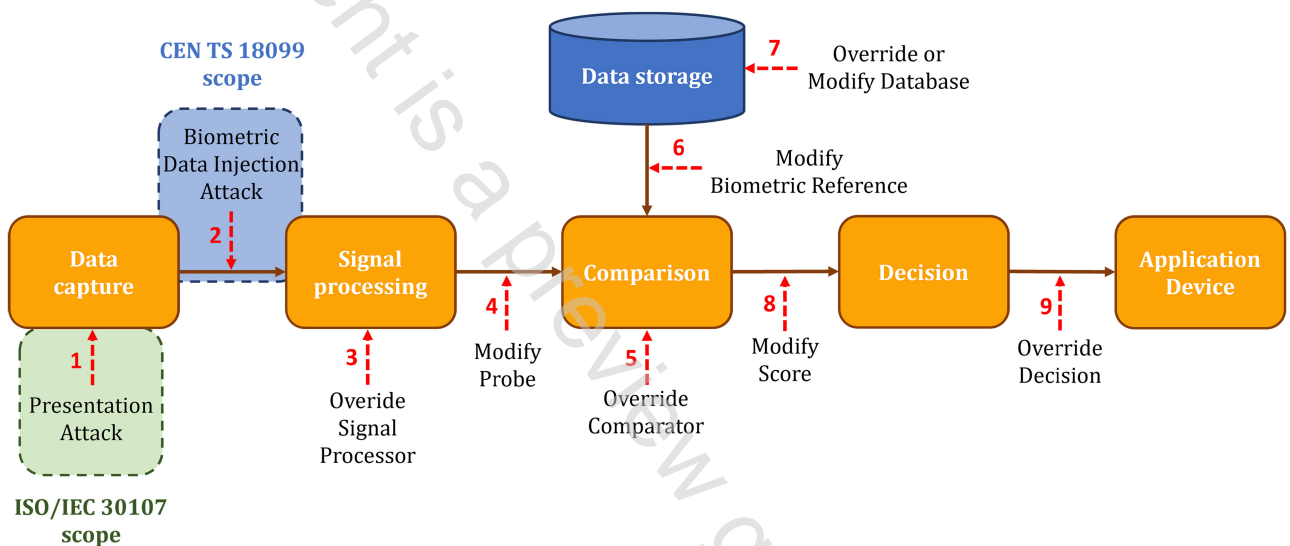 CEN TS 18099
scope
Biometric
Data Injection
Attack
2
Data storage
7
Override or
Modify Database
6
Modify
Biometric Reference
Data
capture
Signal
processing
Comparison
Decision
Application
Device
1
Presentation
Attack
3
Overide
Signal
Processor
4
Modify
Probe
5
Override
Comparator
8
Modify
Score
9
Override
Decision
ISO/IEC 30107
scope
is a preview